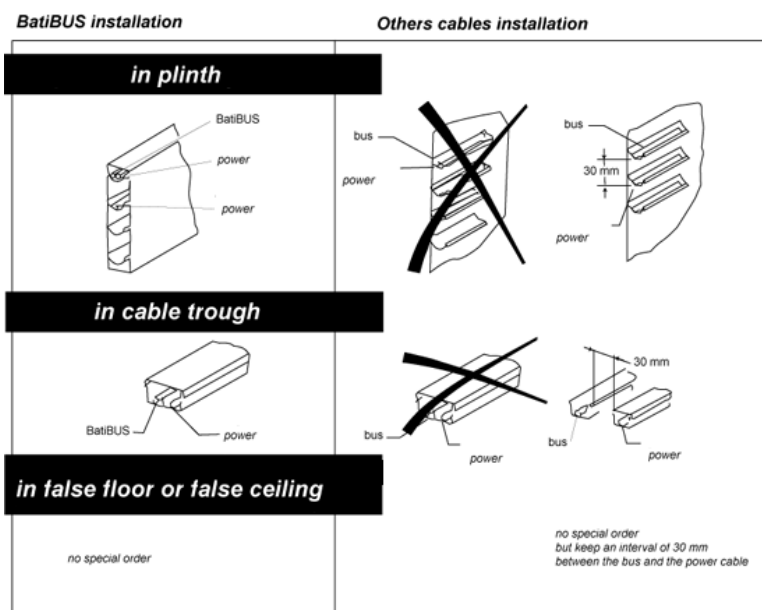 BatiBUS installation
Others cables installation
in plinth
BatiBUS
power
power
bus
power
bus
30 mm
power
in cable trough
BatiBUS
power
bus
power
30 mm
bus
power
in false floor or false ceiling
no special order
no special order
but keep an interval of 30 mm
between the bus and the power cable